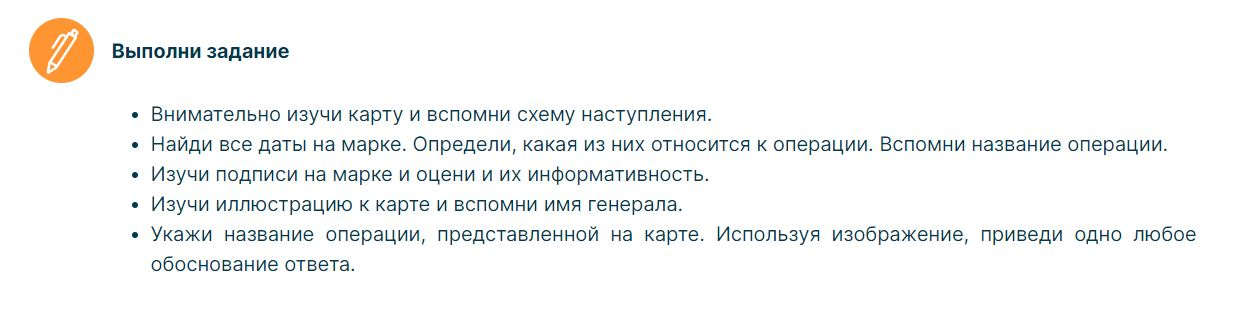 Выполни задание
• Внимательно изучи карту и вспомни схему наступления.
• Найди все даты на марке. Определи, какая из них относится к операции. Вспомни название операции.
• Изучи подписи на марке и оцени и их информативность.
• Изучи иллюстрацию к карте и вспомни имя генерала.
• Укажи название операции, представленной на карте. Используя изображение, приведи одно любое
обоснование ответа.